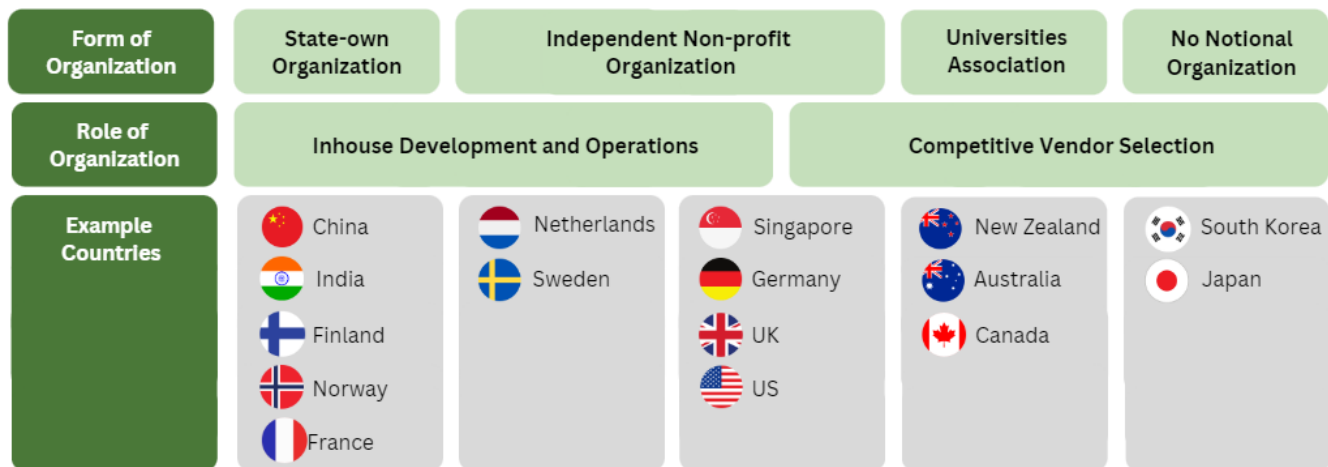 Form of
Organization
State-own
Organization
Independent Non-profit
Organization
Universities
Association
No Notional
Organization
Role of
Organization
Inhouse Development and Operations
Competitive Vendor Selection
Example
Countries
China
India
Finland
Norway
France
Netherlands
Sweden
Singapore
Germany
UK
US
New Zealand
Australia
Canada
South Korea
Japan